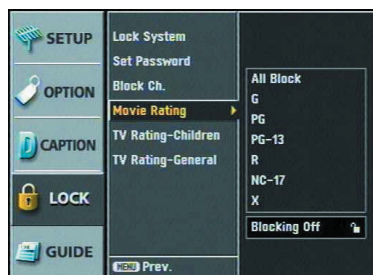 SETUP
OPTION
D CAPTION
LOCK
GUIDE
Lock System
Set Password
Block Ch.
Movie Rating
TV Rating-Children
TV Rating-General
MENU Prev.
All Block
G
PG
PG-13
R
NC-17
X
Blocking Off